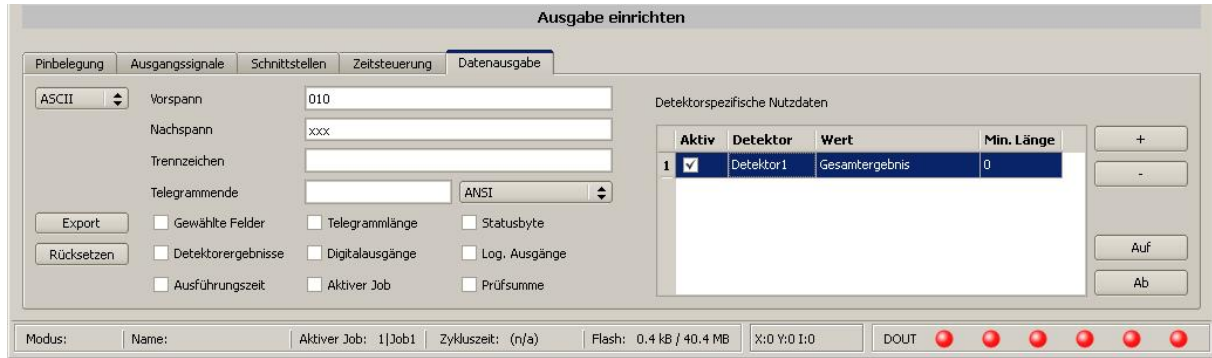 Ausgabe einrichten
Pinbelegung Ausgangssignale Schnittstellen Zeitsteuerung Datenausgabe
ASCII Vorspann 010
Nachspann xxx
Trennzeichen
Telegrammende ANSI
Export Gewählte Felder Telegrammlänge Statusbyte
Rücksetzen Detektorergebnisse Digitalausgänge Log. Ausgänge
Ausführungszeit Aktiver Job Prüfsumme
Detektorspezifische Nutzdaten
Aktiv Detektor Wert Min. Länge
1 Detektor1 Gesamtergebnis 0
+
-
Auf
Ab
Modus: Name: Aktiver Job: 1|Job1 Zykluszeit: (n/a) Flash: 0.4 kB / 40.4 MB X:0 Y:0 I:0 DOUT